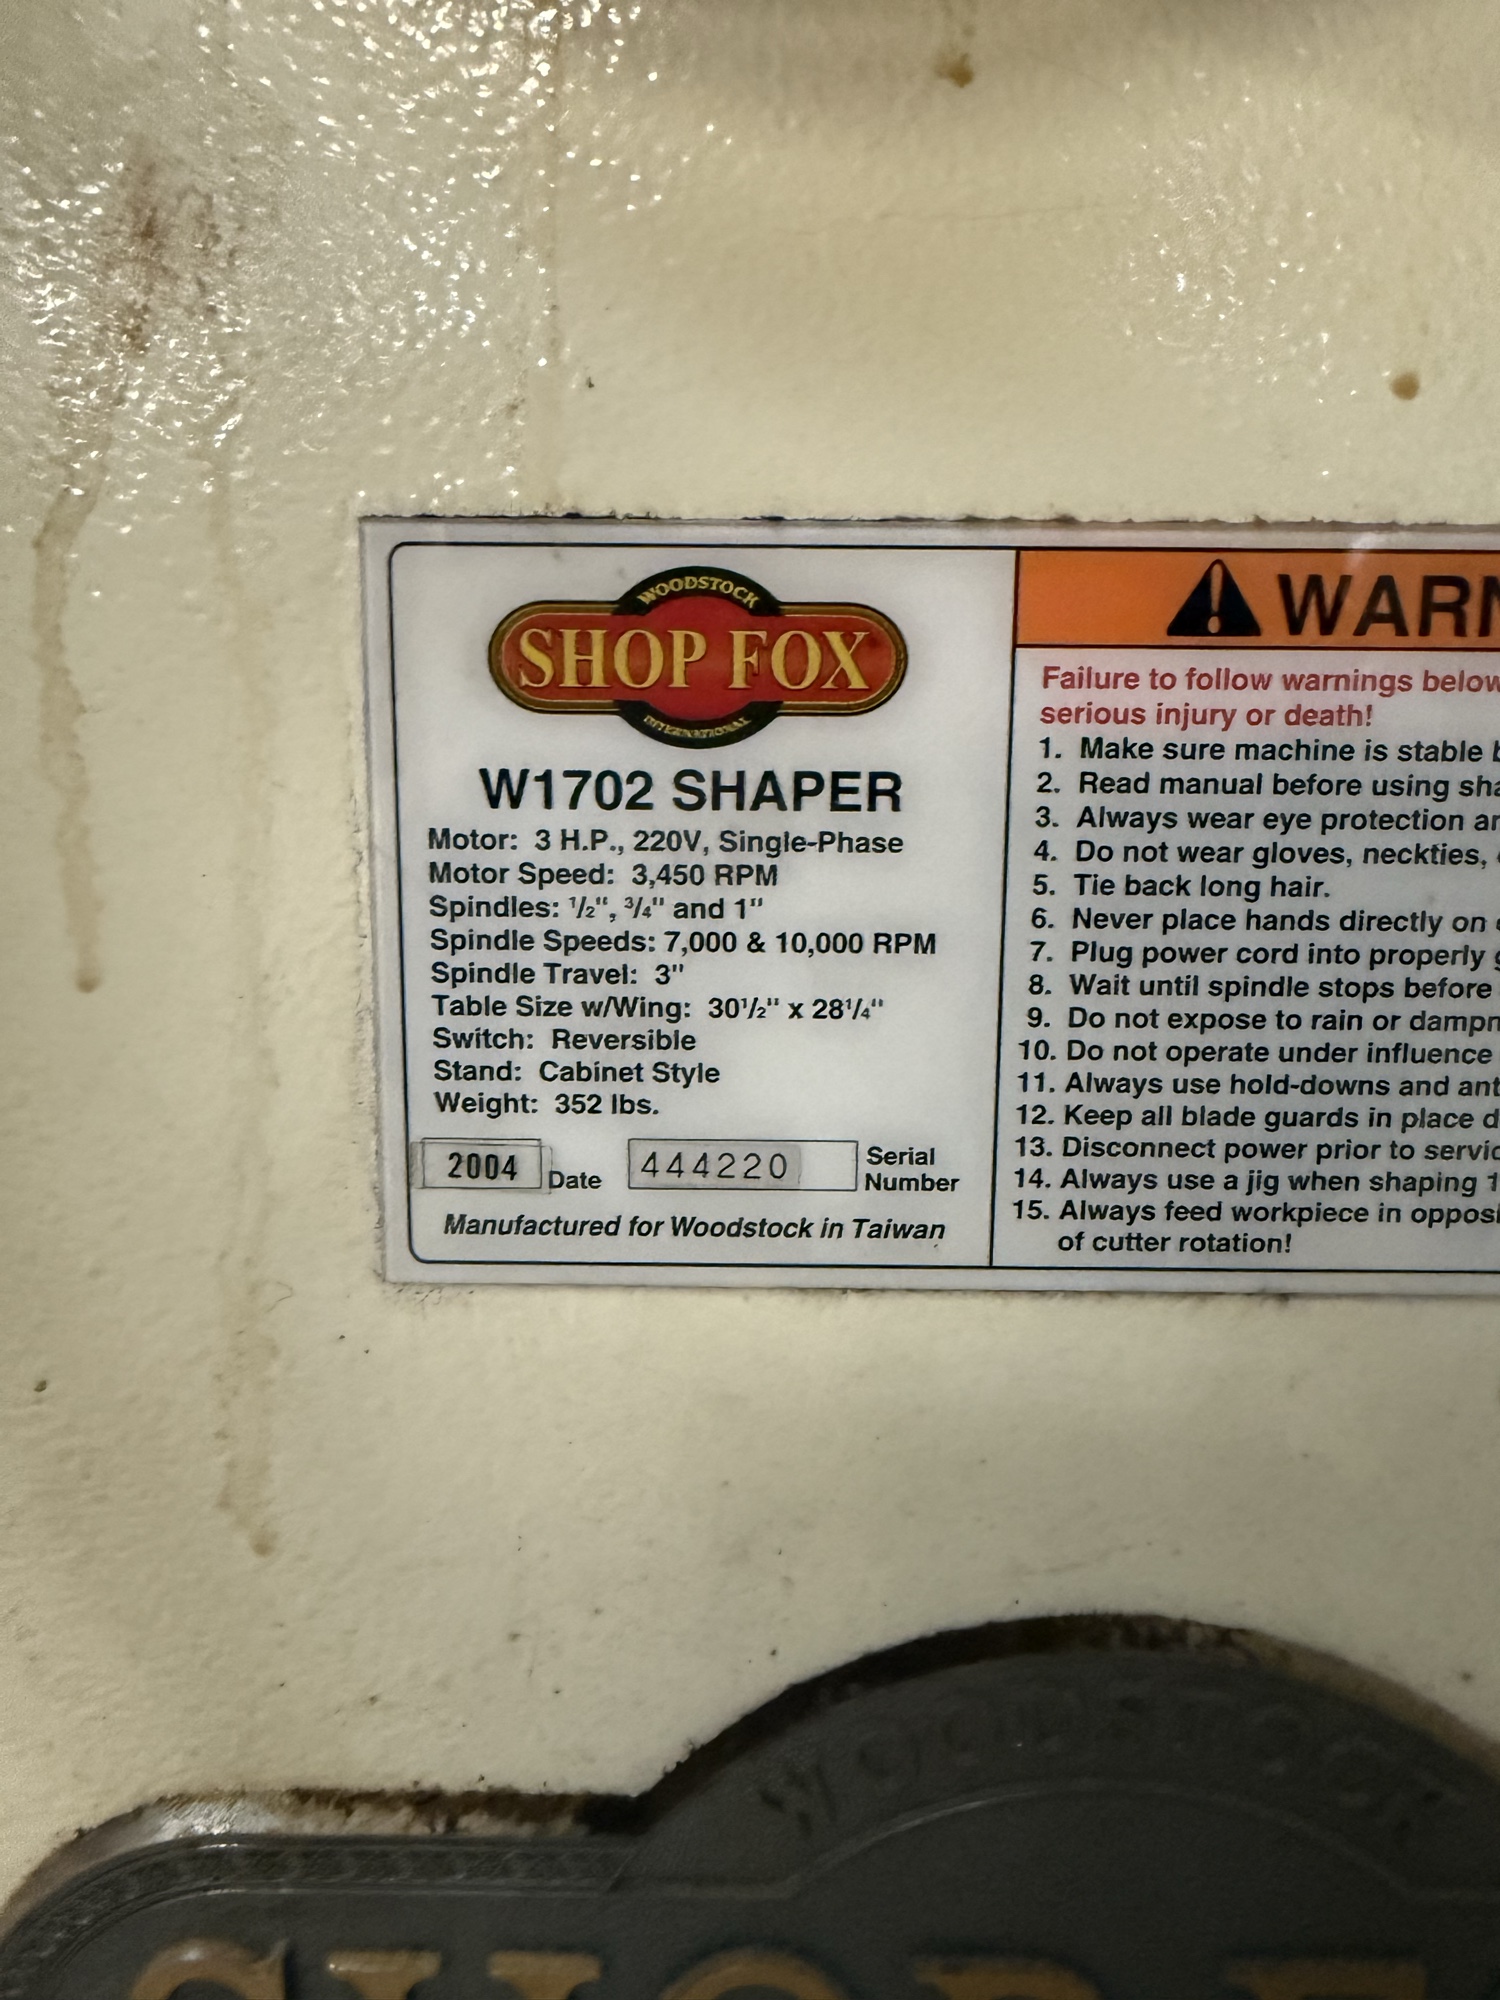 WOODSTOCK
SHOP FOX
INTERNATIONAL
W1702 SHAPER
Motor: 3 H.P., 220V, Single-Phase
Motor Speed: 3,450 RPM
Spindles: 1/2", 3/4" and 1"
Spindle Speeds: 7,000 & 10,000 RPM
Spindle Travel: 3"
Table Size w/Wing: 301/2" x 281/4"
Switch: Reversible
Stand: Cabinet Style
Weight: 352 lbs.
2004 Date 444220 Serial Number
Manufactured for Woodstock in Taiwan
WARN
Failure to follow warnings below
serious injury or death!
1. Make sure machine is stable b
2. Read manual before using sha
3. Always wear eye protection an
4. Do not wear gloves, neckties,
5. Tie back long hair.
6. Never place hands directly on
7. Plug power cord into properly g
8. Wait until spindle stops before
9. Do not expose to rain or dampn
10. Do not operate under influence
11. Always use hold-downs and ant
12. Keep all blade guards in place d
13. Disconnect power prior to servic
14. Always use a jig when shaping 1
15. Always feed workpiece in opposi
of cutter rotation!
WOODSTOCK
SHOP F